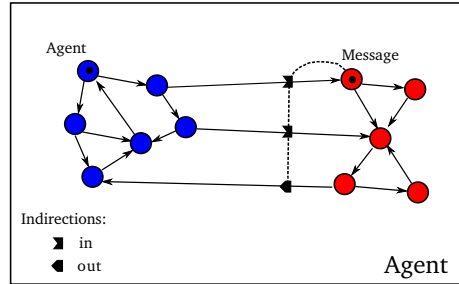 Agent
Message
Indirections:
in
out
Agent